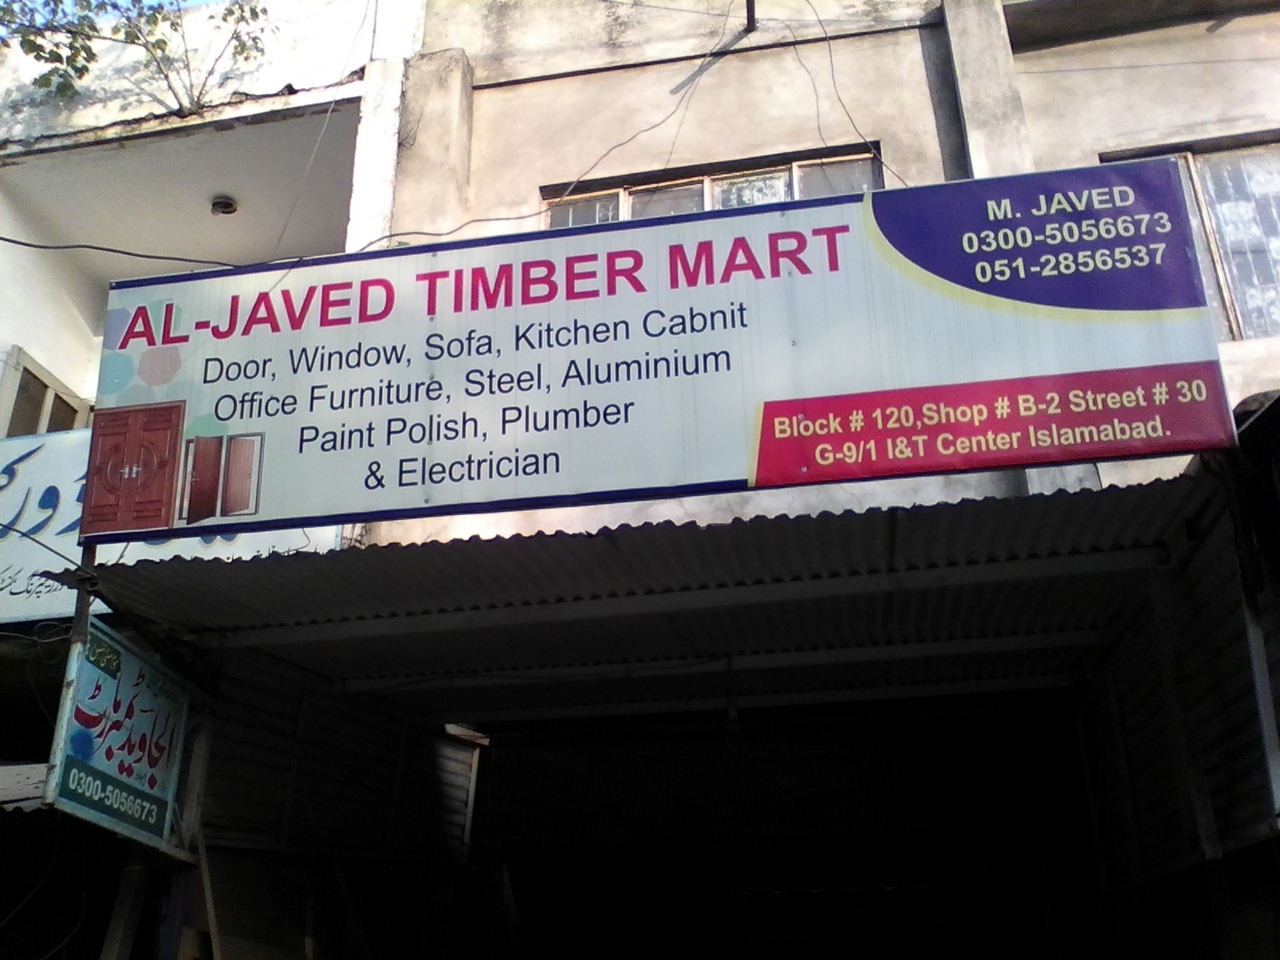 AL-JAVED TIMBER MART
Door, Window, Sofa, Kitchen Cabnit
Office Furniture, Steel, Aluminium
Paint Polish, Plumber
& Electrician
M. JAVED
0300-5056673
051-2856537
Block # 120,Shop # B-2 Street # 30
G-9/1 I&T Center Islamabad.
الجاوید ٹمبر مارٹ
0300-5056673